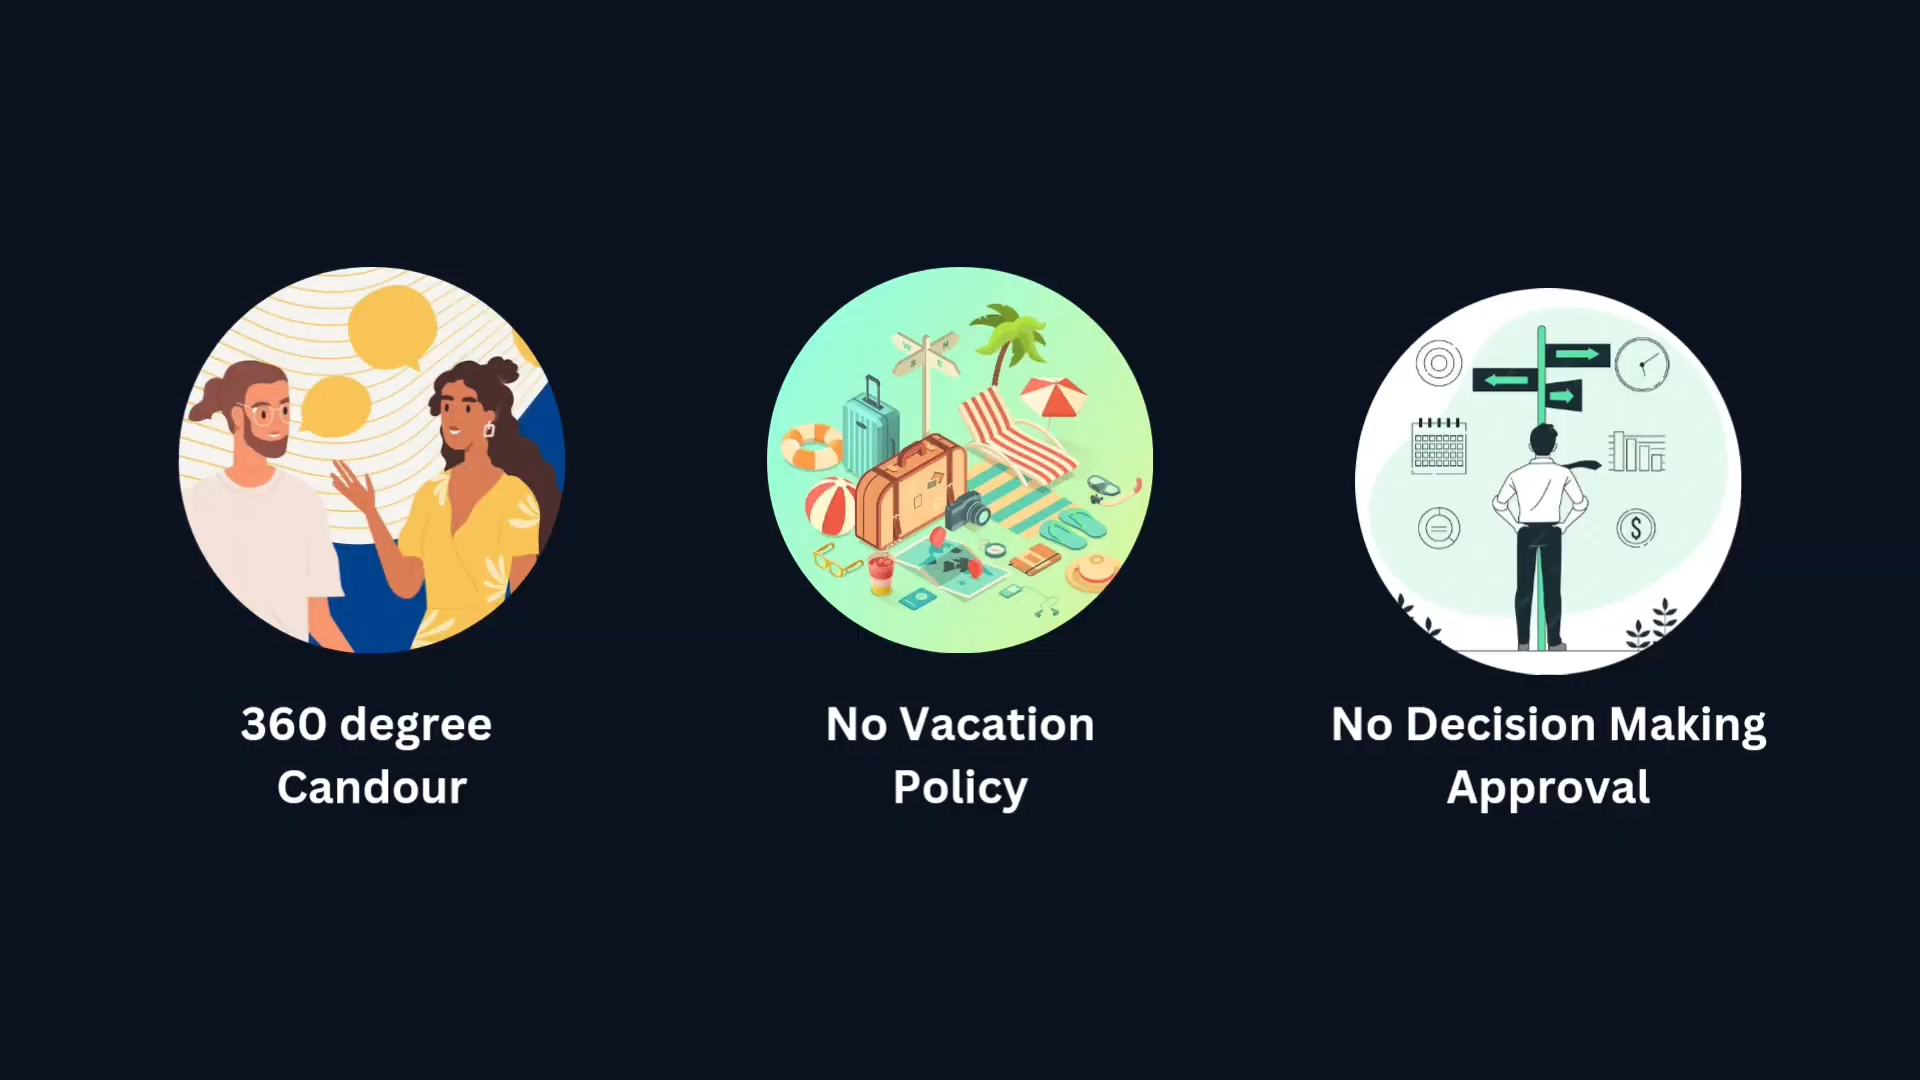 360 degree
Candour
No Vacation
Policy
No Decision Making
Approval